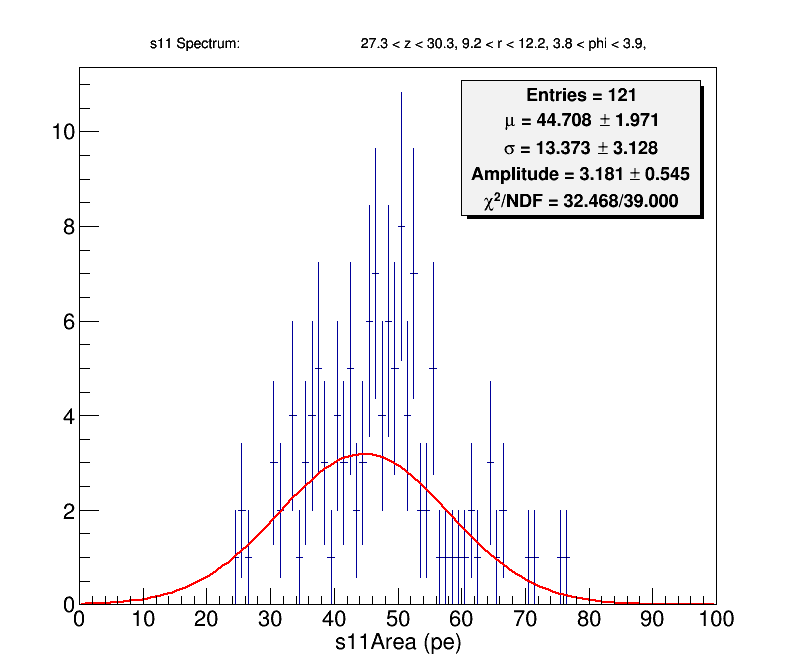 s11 Spectrum: 27.3 < z < 30.3, 9.2 < r < 12.2, 3.8 < phi < 3.9,
Entries = 121
μ = 44.708 ± 1.971
σ = 13.373 ± 3.128
Amplitude = 3.181 ± 0.545
χ²/NDF = 32.468/39.000
10
8
6
4
2
0
0 10 20 30 40 50 60 70 80 90 100
s11Area (pe)